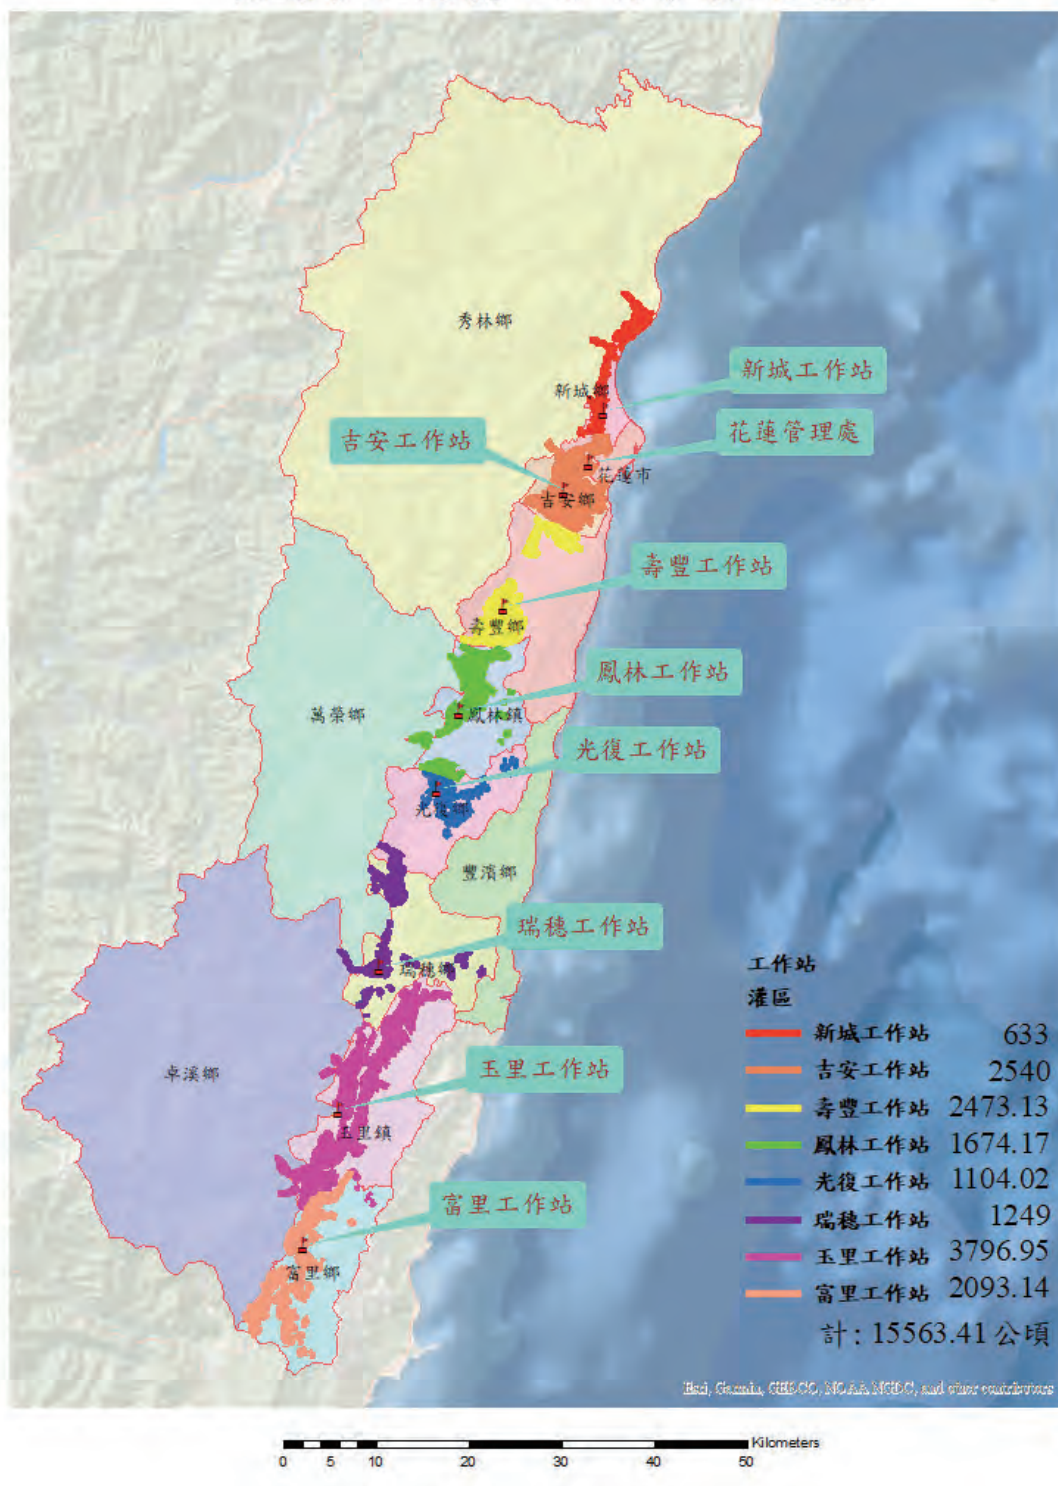 秀林鄉
新城工作站
新城鄉
花蓮管理處
吉安工作站
花蓮市
吉安鄉
壽豐工作站
壽豐鄉
鳳林工作站
萬榮鄉
鳳林鎮
光復工作站
光復鄉
豐濱鄉
瑞穗工作站
瑞穗鄉
卓溪鄉
玉里工作站
玉里鎮
富里工作站
富里鄉
工作站
灌區
新城工作站 633
吉安工作站 2540
壽豐工作站 2473.13
鳳林工作站 1674.17
光復工作站 1104.02
瑞穗工作站 1249
玉里工作站 3796.95
富里工作站 2093.14
計：15563.41公頃
Esri, Garmin, GEBCO, NOAA NGDC, and other contributors
Kilometers
0 5 10 20 30 40 50